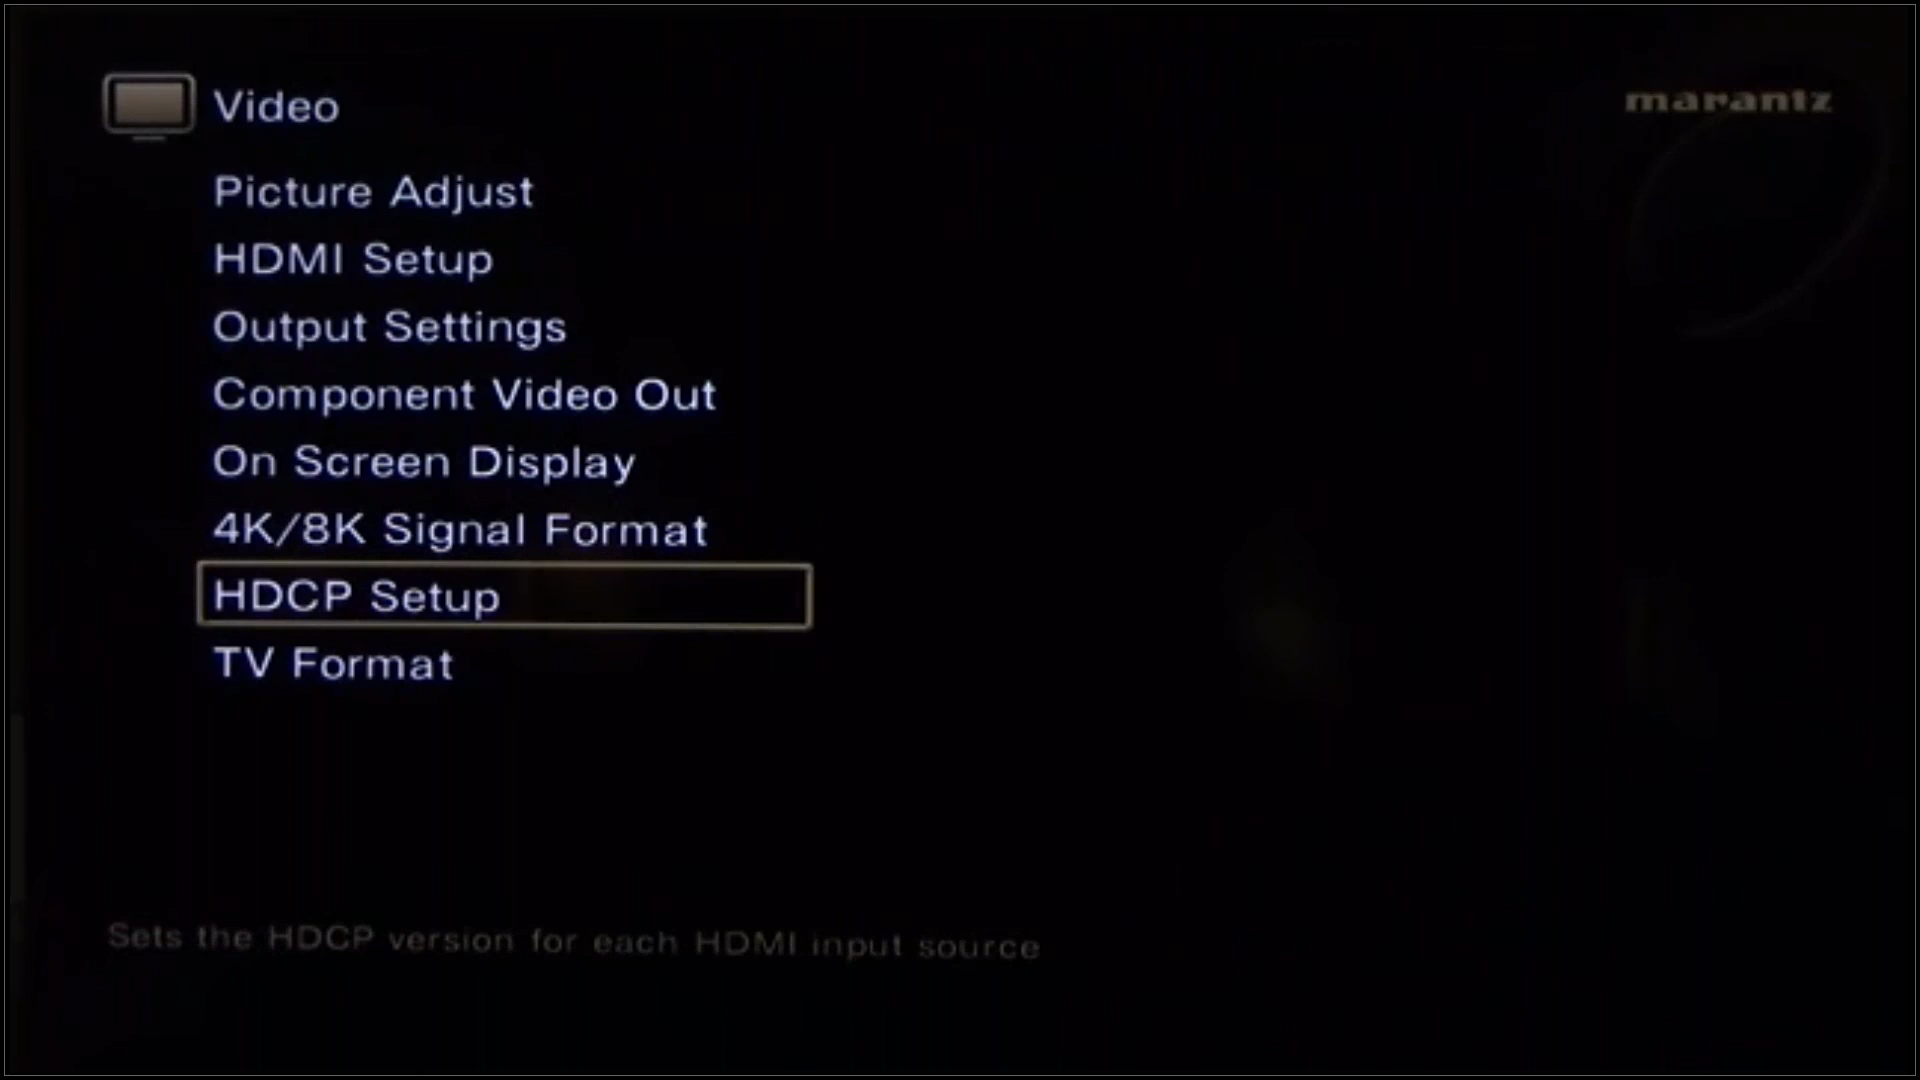 Video
marantz
Picture Adjust
HDMI Setup
Output Settings
Component Video Out
On Screen Display
4K/8K Signal Format
HDCP Setup
TV Format
Sets the HDCP version for each HDMI input source